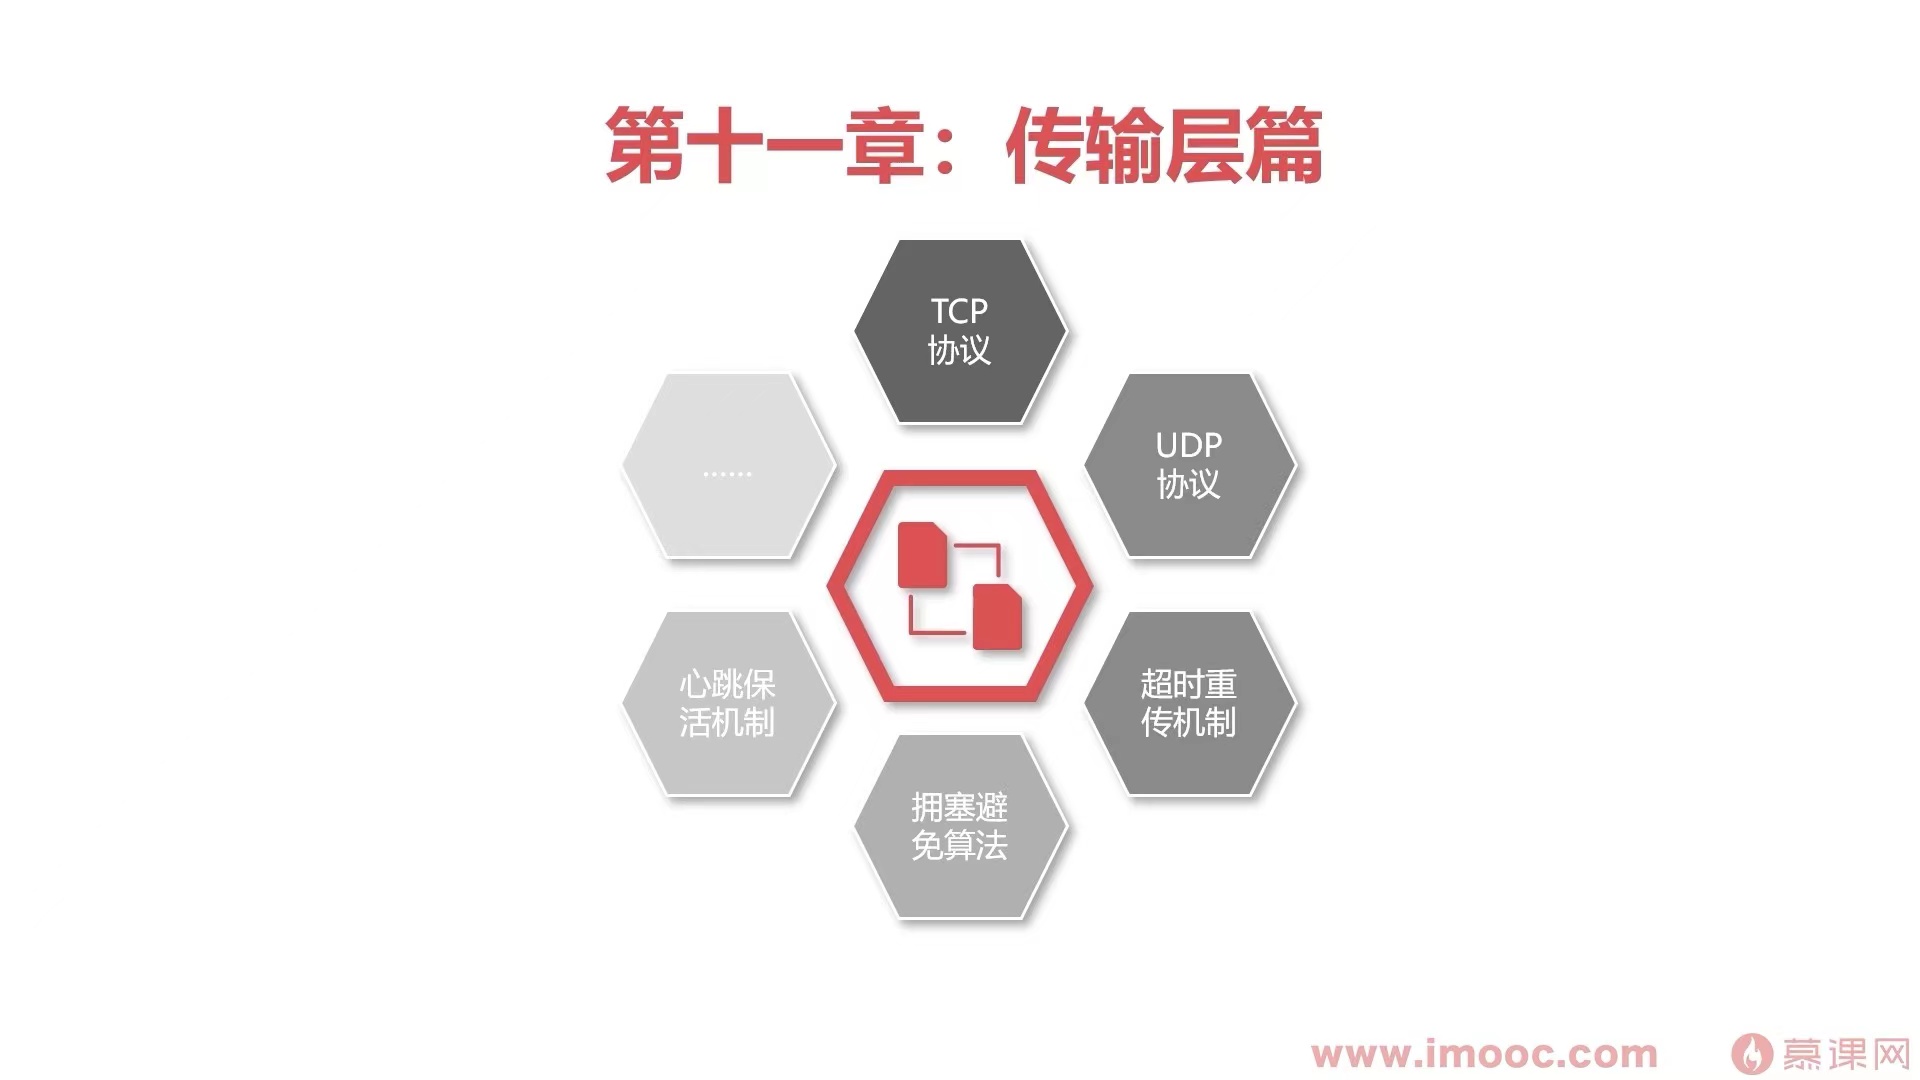 第十一章：传输层篇
TCP
协议
UDP
协议
......
心跳保
活机制
超时重
传机制
拥塞避
免算法
www.imooc.com
慕课网